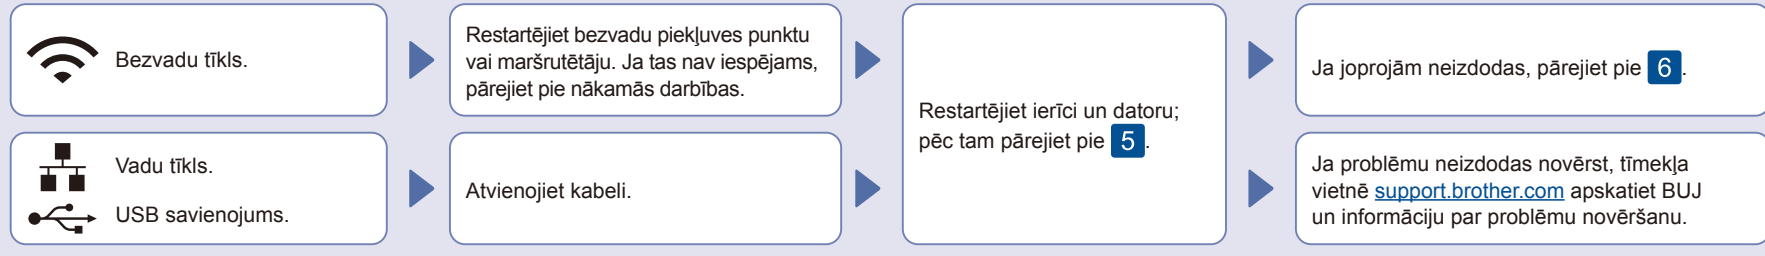 Bezvadu tīkls.
Restartējiet bezvadu piekļuves punktu
vai maršrutētāju. Ja tas nav iespējams,
pārejiet pie nākamās darbības.
Vadu tīkls.
USB savienojums.
Atvienojiet kabeli.
Restartējiet ierīci un datoru;
pēc tam pārejiet pie 5.
Ja joprojām neizdodas, pārejiet pie 6.
Ja problēmu neizdodas novērst, tīmekļa
vietnē support.brother.com apskatiet BUJ
un informāciju par problēmu novēršanu.